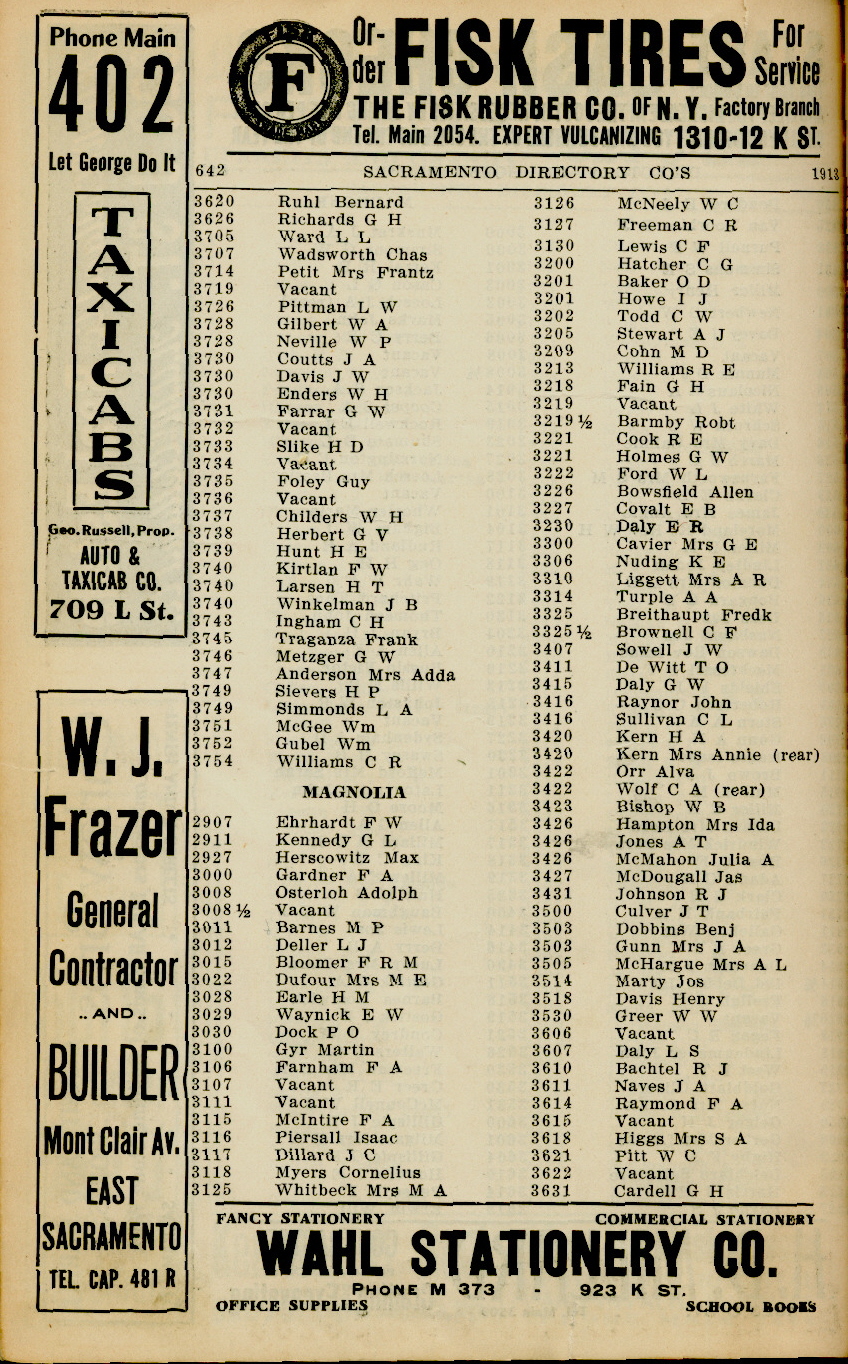 Phone Main
402
Let George Do It
TAXICABS
Geo. Russell, Prop.
AUTO &
TAXICAB CO.
709 L St.
W. J.
Frazer
General
Contractor
.. AND ..
BUILDER
Mont Clair Av.
EAST
SACRAMENTO
TEL. CAP. 481 R
F
Or-der FISK TIRES For Service
THE FISK RUBBER CO. OF N. Y. Factory Branch
Tel. Main 2054. EXPERT VULCANIZING 1310-12 K ST.
642 SACRAMENTO DIRECTORY CO'S 1913
3620 Ruhl Bernard
3626 Richards G H
3705 Ward L L
3707 Wadsworth Chas
3714 Petit Mrs Frantz
3719 Vacant
3726 Pittman L W
3728 Gilbert W A
3728 Neville W P
3730 Coutts J A
3730 Davis J W
3730 Enders W H
3731 Farrar G W
3732 Vacant
3733 Slike H D
3734 Vacant
3735 Foley Guy
3736 Vacant
3737 Childers W H
3738 Herbert G V
3739 Hunt H E
3740 Kirtlan F W
3740 Larsen H T
3740 Winkelman J B
3743 Ingham C H
3745 Traganza Frank
3746 Metzger G W
3747 Anderson Mrs Adda
3749 Sievers H P
3749 Simmonds L A
3751 McGee Wm
3752 Gubel Wm
3754 Williams C R
MAGNOLIA
2907 Ehrhardt F W
2911 Kennedy G L
2927 Herscowitz Max
3000 Gardner F A
3008 Osterloh Adolph
3008 ½ Vacant
3011 Barnes M P
3012 Deller L J
3015 Bloomer F R M
3022 Dufour Mrs M E
3028 Earle H M
3029 Waynick E W
3030 Dock P O
3100 Gyr Martin
3106 Farnham F A
3107 Vacant
3111 Vacant
3115 McIntire F A
3116 Piersall Isaac
3117 Dillard J C
3118 Myers Cornelius
3125 Whitbeck Mrs M A
3126 McNeely W C
3127 Freeman C R
3130 Lewis C F
3200 Hatcher C G
3201 Baker O D
3201 Howe I J
3202 Todd C W
3205 Stewart A J
3209 Cohn M D
3213 Williams R E
3218 Fain G H
3219 Vacant
3219 ½ Barmby Robt
3221 Cook R E
3221 Holmes G W
3222 Ford W L
3226 Bowsfield Allen
3227 Covalt E B
3230 Daly E R
3300 Cavier Mrs G E
3306 Nuding K E
3310 Liggett Mrs A R
3314 Turple A A
3325 Breithaupt Fredk
3325 ½ Brownell C F
3407 Sowell J W
3411 De Witt T O
3415 Daly G W
3416 Raynor John
3416 Sullivan C L
3420 Kern H A
3420 Kern Mrs Annie (rear)
3422 Orr Alva
3422 Wolf C A (rear)
3423 Bishop W B
3426 Hampton Mrs Ida
3426 Jones A T
3426 McMahon Julia A
3427 McDougall Jas
3431 Johnson R J
3500 Culver J T
3503 Dobbins Benj
3503 Gunn Mrs J A
3505 McHargue Mrs A L
3514 Marty Jos
3518 Davis Henry
3530 Greer W W
3606 Vacant
3607 Daly L S
3610 Bachtel R J
3611 Naves J A
3614 Raymond F A
3615 Vacant
3618 Higgs Mrs S A
3621 Pitt W C
3622 Vacant
3631 Cardell G H
FANCY STATIONERY COMMERCIAL STATIONERY
WAHL STATIONERY CO.
PHONE M 373 - 923 K ST.
OFFICE SUPPLIES SCHOOL BOOKS